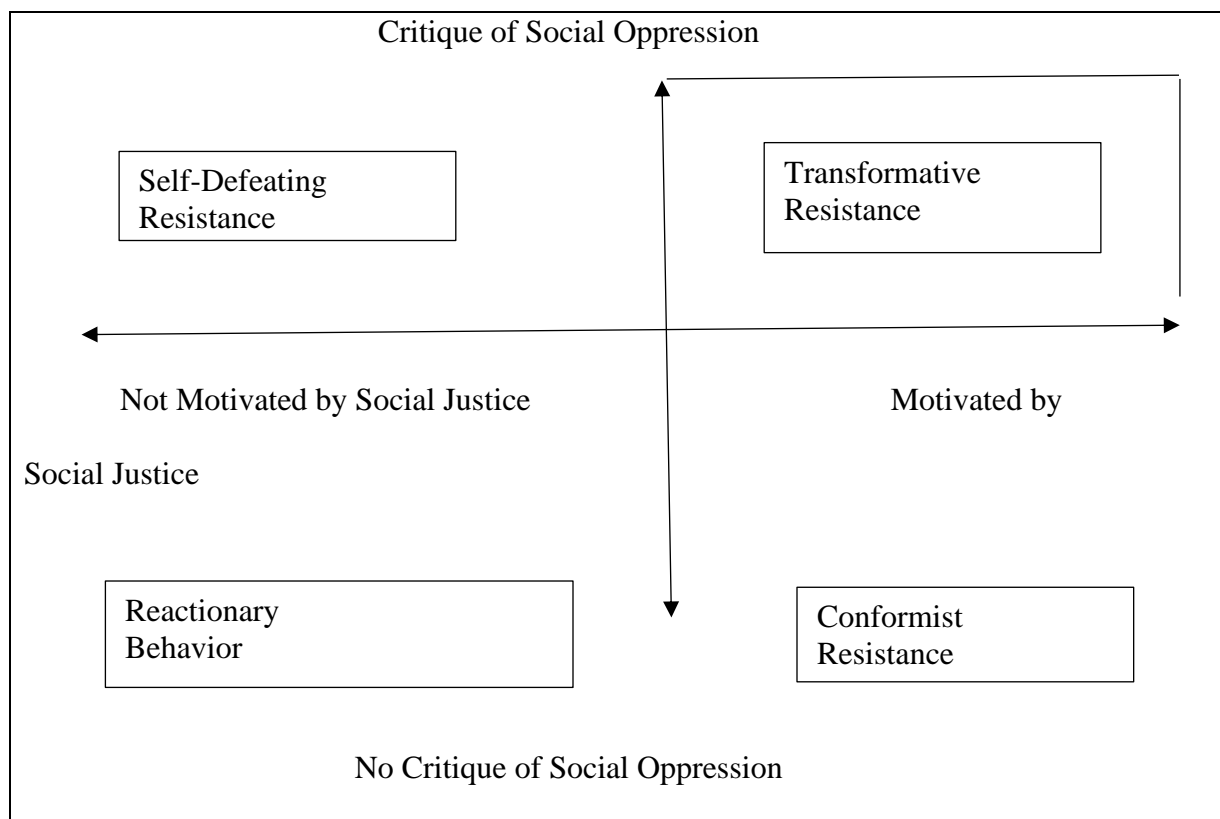 Critique of Social Oppression
Self-Defeating
Resistance
Transformative
Resistance
Not Motivated by Social Justice
Motivated by
Social Justice
Reactionary
Behavior
Conformist
Resistance
No Critique of Social Oppression